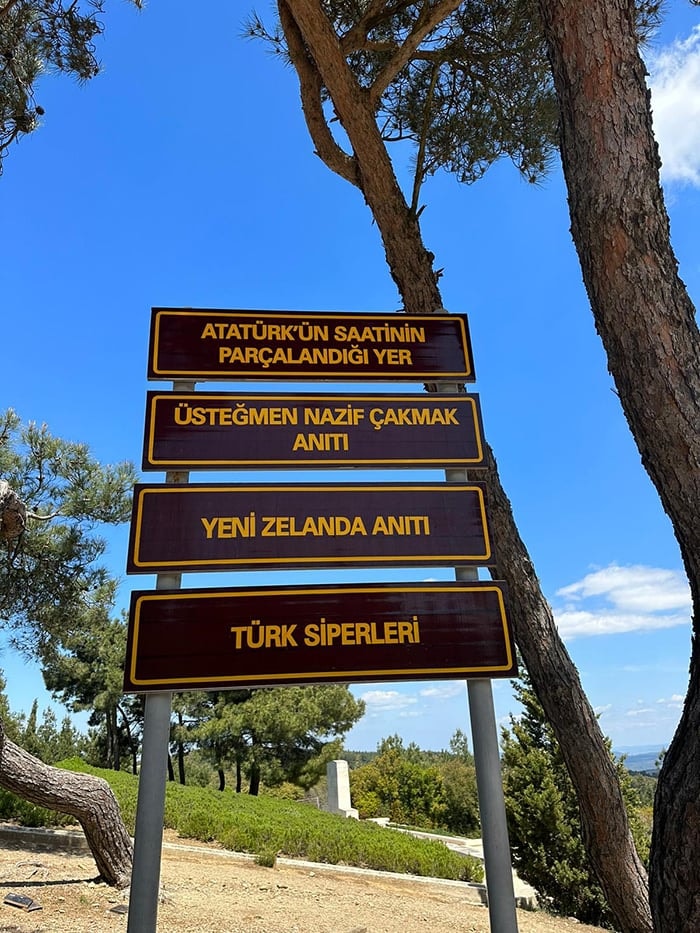 ATATÜRK'ÜN SAATİNİN
PARÇALANDIĞI YER
ÜSTEĞMEN NAZİF ÇAKMAK
ANITI
YENİ ZELANDA ANITI
TÜRK SİPERLERİ